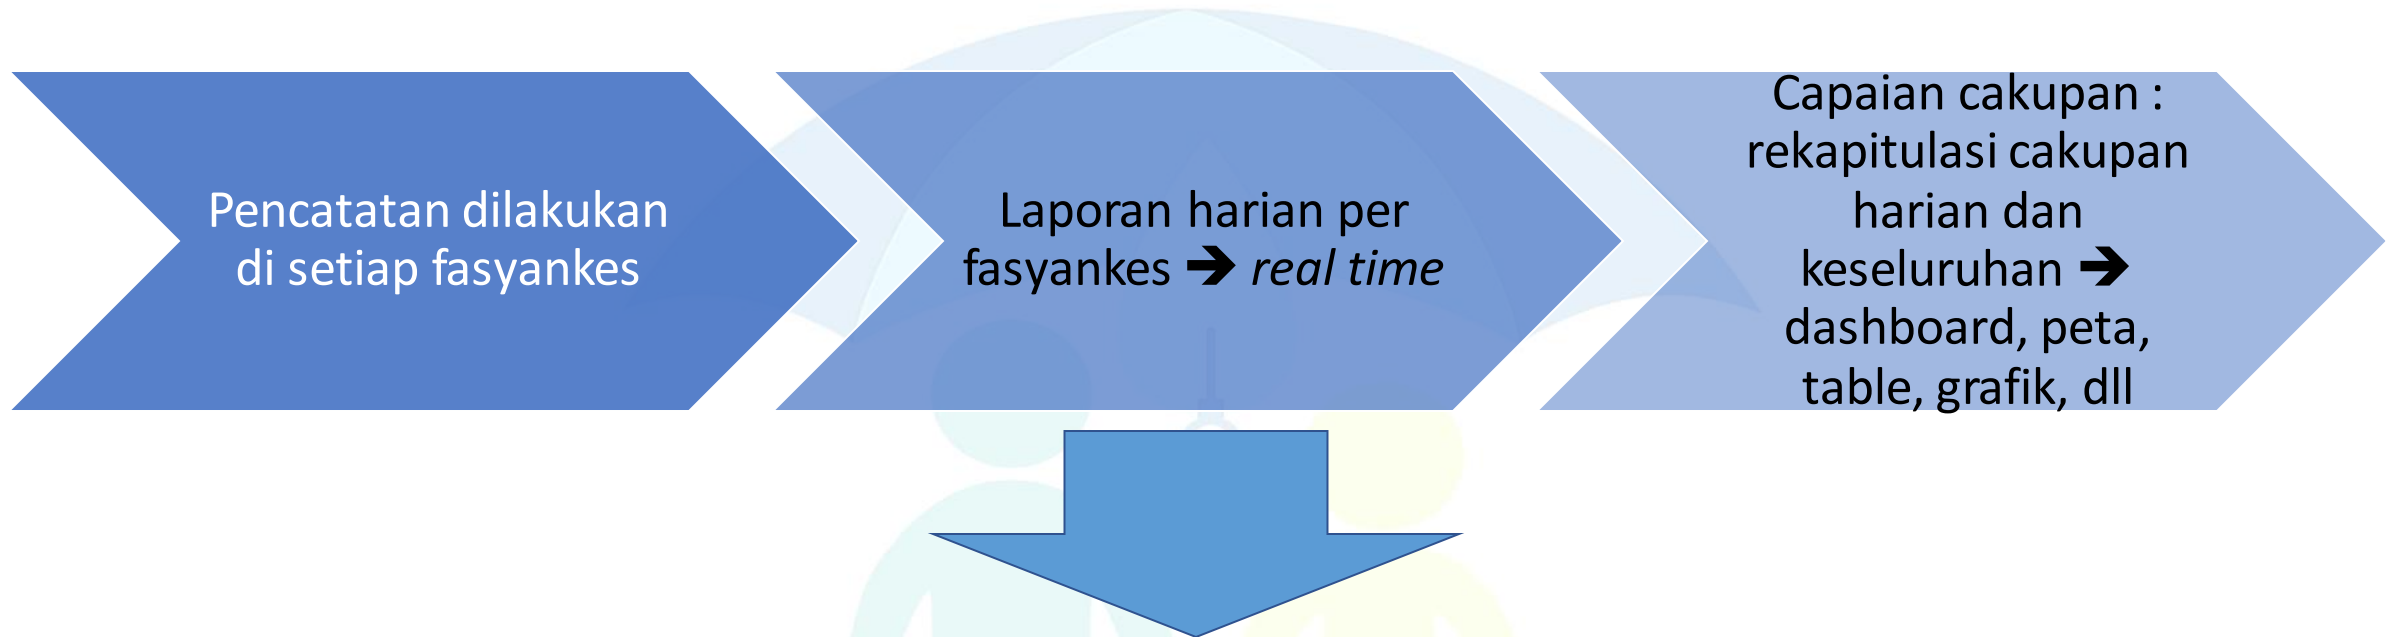 Pencatatan dilakukan
di setiap fasyankes
Laporan harian per
fasyankes ➔ real time
Capaian cakupan :
rekapitulasi cakupan
harian dan
keseluruhan ➔
dashboard, peta,
table, grafik, dll